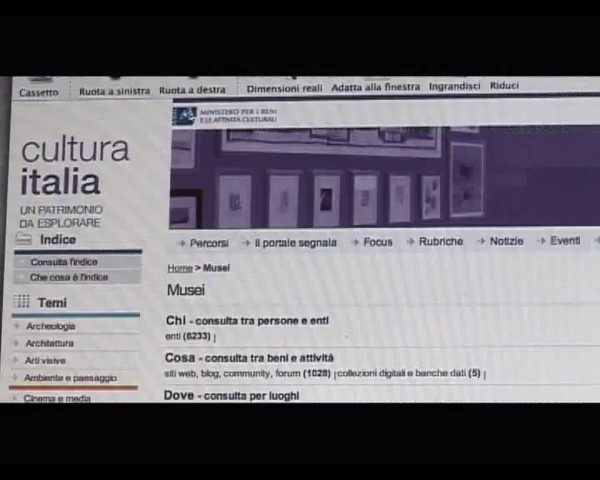 Cassetto Ruota a sinistra Ruota a destra Dimensioni reali Adatta alla finestra Ingrandisci Riduci
MINISTERO PER I BENI
E LE ATTIVITÀ CULTURALI
cultura
italia
UN PATRIMONIO
DA ESPLORARE
Indice
Consulta l'indice
Che cosa è l'indice
Temi
Archeologia
Architettura
Arti visive
Ambiente e paesaggio
Cinema e media
Percorsi Il portale segnala Focus Rubriche Notizie Eventi
Home > Musei
Musei
Chi - consulta tra persone e enti
enti (6233) |
Cosa - consulta tra beni e attività
siti web, blog, community, forum (1028) | collezioni digitali e banche dati (5) |
Dove - consulta per luoghi